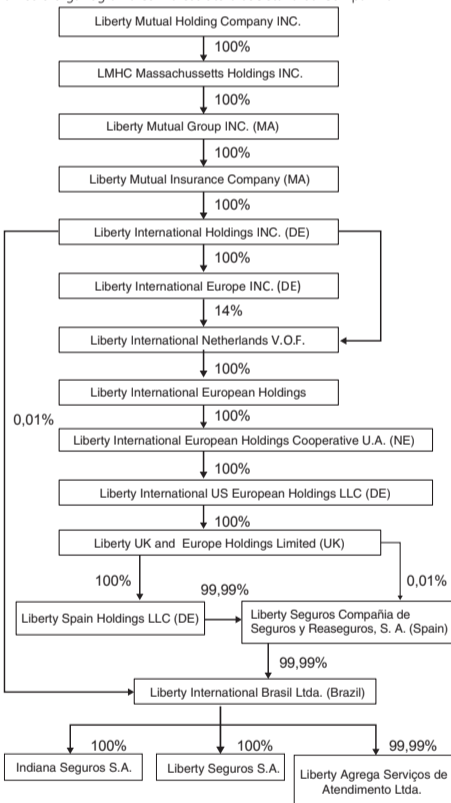 Liberty Mutual Holding Company INC.
100%
LMHC Massachussetts Holdings INC.
100%
Liberty Mutual Group INC. (MA)
100%
Liberty Mutual Insurance Company (MA)
100%
Liberty International Holdings INC. (DE)
100%
Liberty International Europe INC. (DE)
14%
Liberty International Netherlands V.O.F.
100%
Liberty International European Holdings
0,01%
100%
Liberty International European Holdings Cooperative U.A. (NE)
100%
Liberty International US European Holdings LLC (DE)
100%
Liberty UK and Europe Holdings Limited (UK)
100%
99,99%
0,01%
Liberty Spain Holdings LLC (DE)
Liberty Seguros Compañia de
Seguros y Reaseguros, S. A. (Spain)
99,99%
Liberty International Brasil Ltda. (Brazil)
100%
100%
99,99%
Indiana Seguros S.A.
Liberty Seguros S.A.
Liberty Agrega Serviços de
Atendimento Ltda.